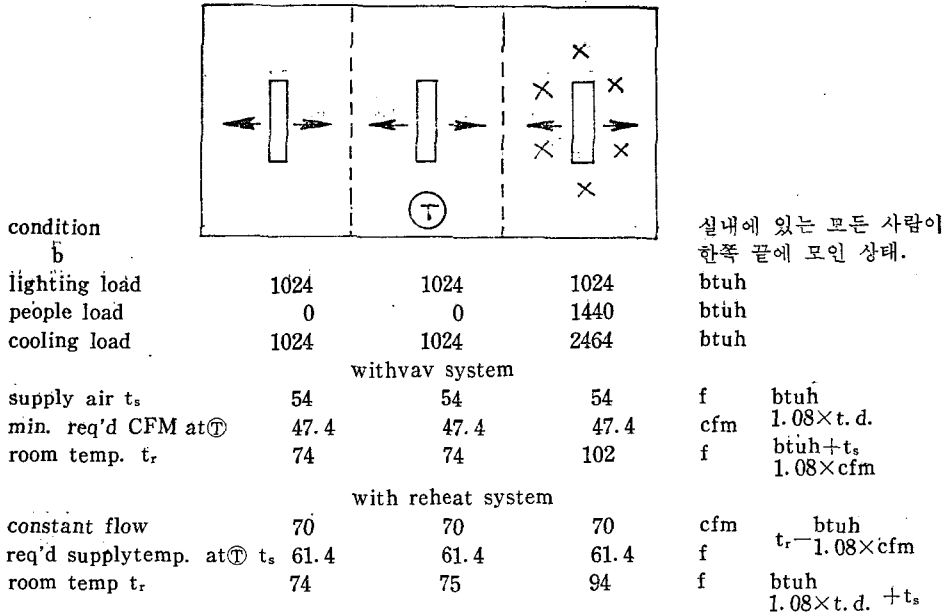 T
condition
b
실내에 있는 모든 사람이
한쪽 끝에 모인 상태.
lighting load 1024 1024 1024 btuh
people load 0 0 1440 btuh
cooling load 1024 1024 2464 btuh
withvav system
supply air tₛ 54 54 54 f btuh
min. req'd CFM atⓉ 47.4 47.4 47.4 cfm 1.08×t.d.
room temp. tᵣ 74 74 102 f btuh+tₛ
1.08×cfm
with reheat system
constant flow 70 70 70 cfm btuh
req'd supplytemp. atⓉ tₛ 61.4 61.4 61.4 f tᵣ−1.08×cfm
room temp tᵣ 74 75 94 f btuh
1.08×t.d. +tₛ